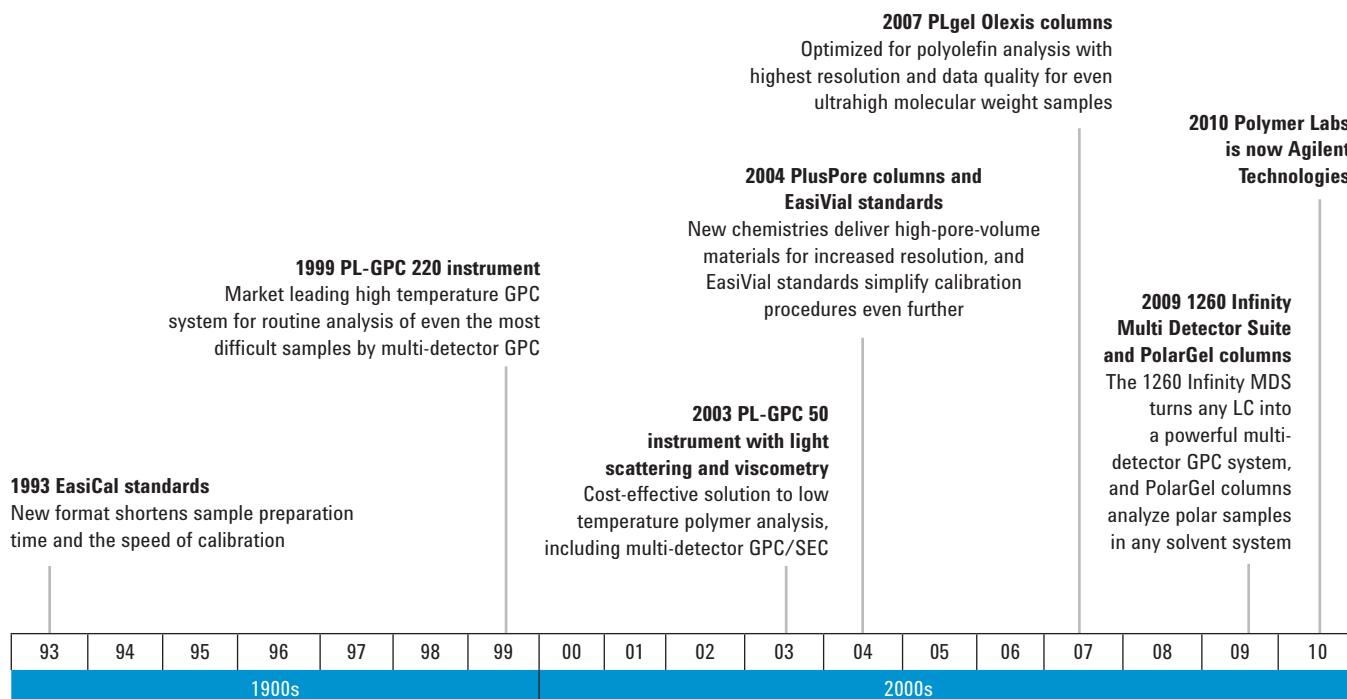 2007 PLgel Olexis columns
Optimized for polyolefin analysis with
highest resolution and data quality for even
ultrahigh molecular weight samples
2010 Polymer Labs
is now Agilent
Technologies
2004 PlusPore columns and
EasiVial standards
New chemistries deliver high-pore-volume
materials for increased resolution, and
EasiVial standards simplify calibration
procedures even further
1999 PL-GPC 220 instrument
Market leading high temperature GPC
system for routine analysis of even the most
difficult samples by multi-detector GPC
2009 1260 Infinity
Multi Detector Suite
and PolarGel columns
The 1260 Infinity MDS
turns any LC into
a powerful multi-
detector GPC system,
and PolarGel columns
analyze polar samples
in any solvent system
2003 PL-GPC 50
instrument with light
scattering and viscometry
Cost-effective solution to low
temperature polymer analysis,
including multi-detector GPC/SEC
1993 EasiCal standards
New format shortens sample preparation
time and the speed of calibration
93 94 95 96 97 98 99 00 01 02 03 04 05 06 07 08 09 10
1900s 2000s